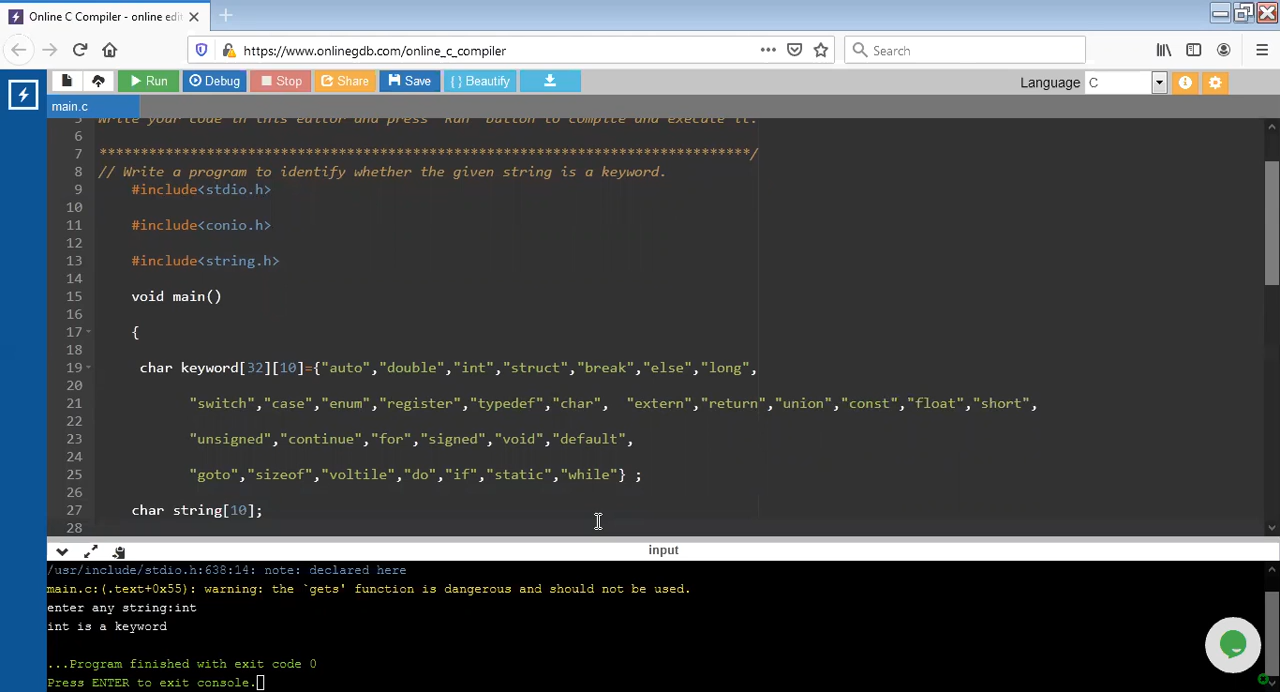 Online C Compiler - online edit
https://www.onlinegdb.com/online_c_compiler
Search
Run
Debug
Stop
Share
Save
{ } Beautify
Language C
main.c
5 Write your code in this editor and press "Run" button to compile and execute it.
6
7 *******************************************************************************/
8 // Write a program to identify whether the given string is a keyword.
9 #include<stdio.h>
10
11 #include<conio.h>
12
13 #include<string.h>
14
15 void main()
16
17 {
18
19 char keyword[32][10]={"auto","double","int","struct","break","else","long",
20
21 "switch","case","enum","register","typedef","char", "extern","return","union","const","float","short",
22
23 "unsigned","continue","for","signed","void","default",
24
25 "goto","sizeof","voltile","do","if","static","while"} ;
26
27 char string[10];
28
input
/usr/include/stdio.h:638:14: note: declared here
main.c:(.text+0x55): warning: the `gets' function is dangerous and should not be used.
enter any string:int
int is a keyword
...Program finished with exit code 0
Press ENTER to exit console.